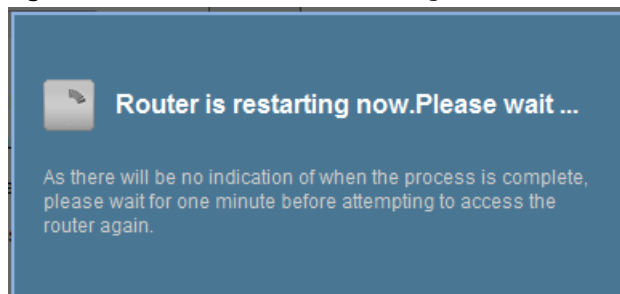 Router is restarting now.Please wait ...
As there will be no indication of when the process is complete,
please wait for one minute before attempting to access the
router again.